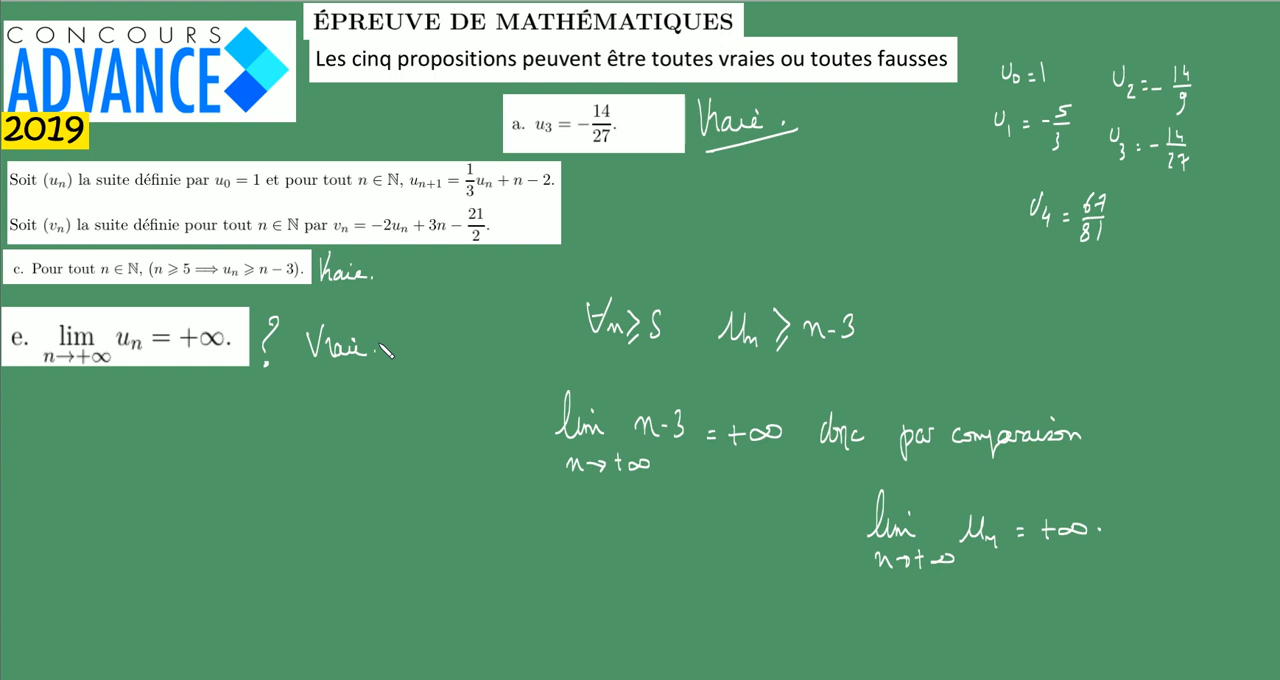 CONCOURS
ADVANCE
2019
ÉPREUVE DE MATHÉMATIQUES
Les cinq propositions peuvent être toutes vraies ou toutes fausses
a. u₃ = −14/27. Vraie.
u₀ = 1
u₁ = -5/3
u₂ = -14/9
u₃ = -14/27
u₄ = 67/81
Soit (uₙ) la suite définie par u₀ = 1 et pour tout n ∈ ℕ, uₙ₊₁ = 1/3 uₙ + n − 2.
Soit (vₙ) la suite définie pour tout n ∈ ℕ par vₙ = −2uₙ + 3n − 21/2.
c. Pour tout n ∈ ℕ, (n ⩾ 5 ⟹ uₙ ⩾ n − 3). Vraie.
e. lim n→+∞ uₙ = +∞. ? Vraie.
∀n ⩾ 5 uₙ ⩾ n-3
lim n→+∞ n-3 = +∞ donc par comparaison
lim n→+∞ uₙ = +∞.